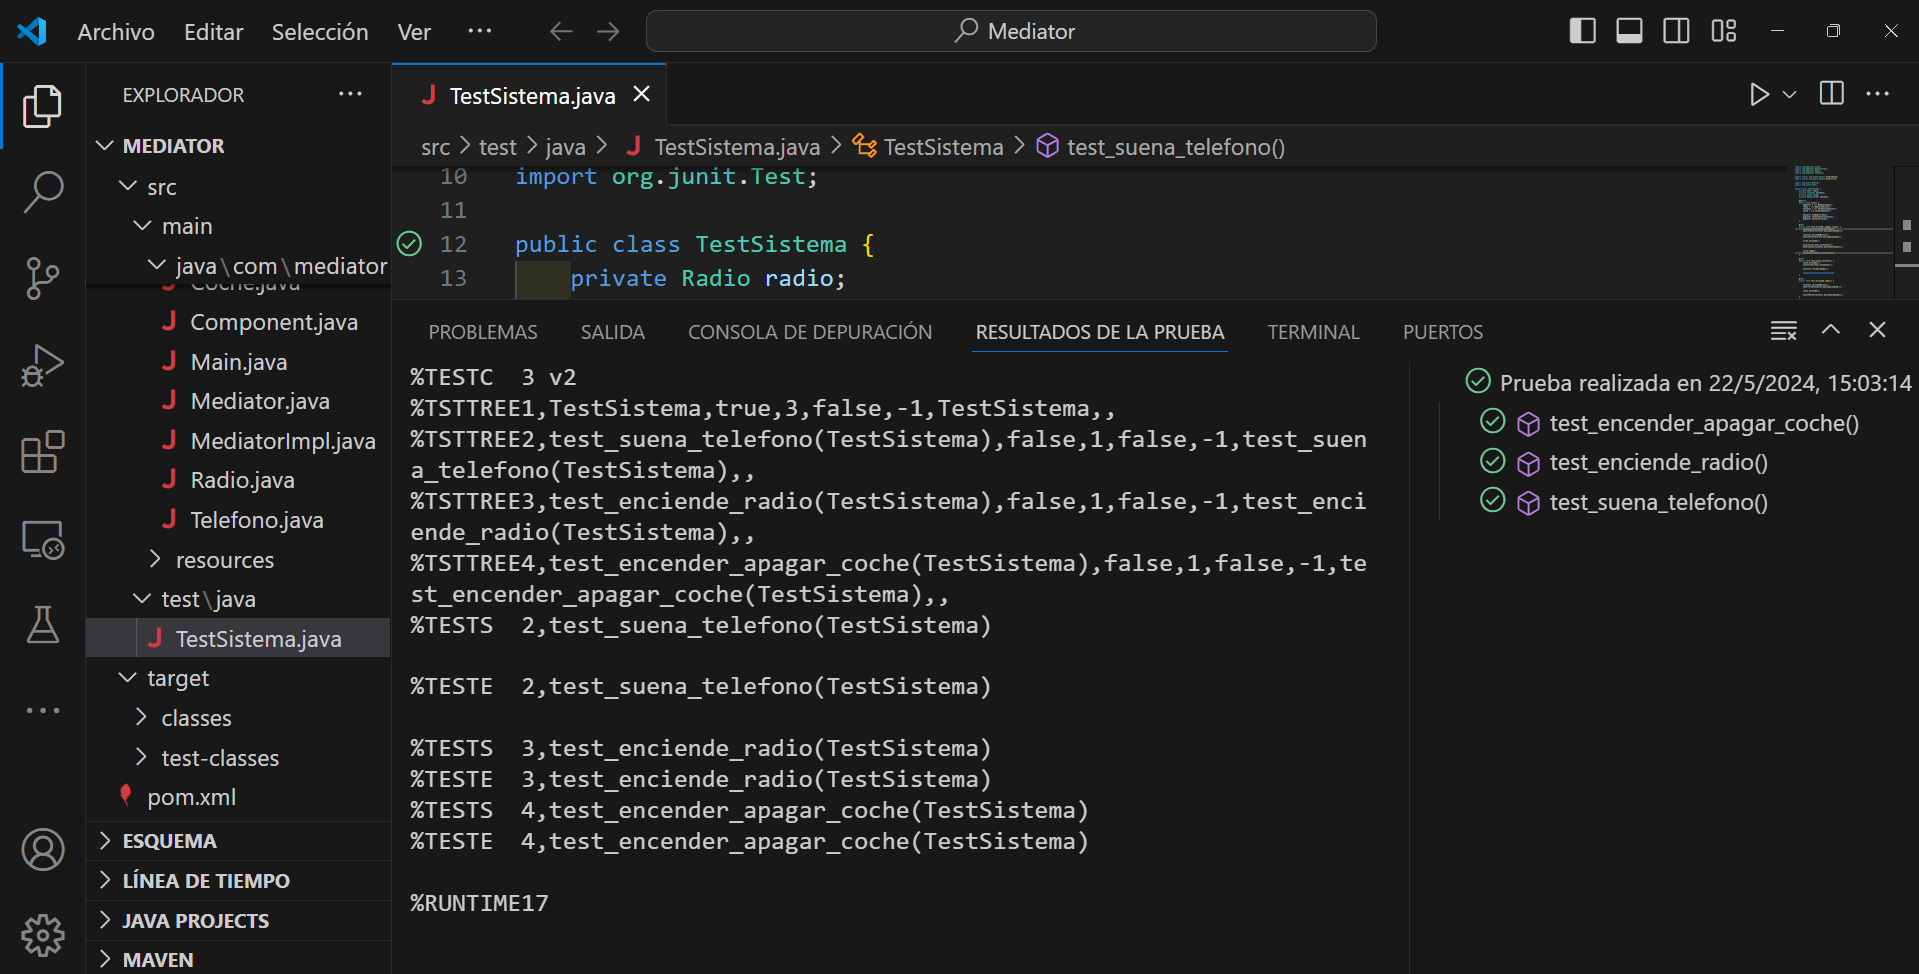 Archivo Editar Selección Ver ··· Mediator
EXPLORADOR ···
MEDIATOR
src
main
java\com\mediator
Coche.java
Component.java
Main.java
Mediator.java
MediatorImpl.java
Radio.java
Telefono.java
resources
test\java
TestSistema.java
target
classes
test-classes
pom.xml
ESQUEMA
LÍNEA DE TIEMPO
JAVA PROJECTS
MAVEN
TestSistema.java
src > test > java > TestSistema.java > TestSistema > test_suena_telefono()
10 import org.junit.Test;
11
12 public class TestSistema {
13 private Radio radio;
PROBLEMAS SALIDA CONSOLA DE DEPURACIÓN RESULTADOS DE LA PRUEBA TERMINAL PUERTOS
%TESTC  3 v2
%TSTTREE1,TestSistema,true,3,false,-1,TestSistema,,
%TSTTREE2,test_suena_telefono(TestSistema),false,1,false,-1,test_suen
a_telefono(TestSistema),,
%TSTTREE3,test_enciende_radio(TestSistema),false,1,false,-1,test_enci
ende_radio(TestSistema),,
%TSTTREE4,test_encender_apagar_coche(TestSistema),false,1,false,-1,te
st_encender_apagar_coche(TestSistema),,
%TESTS  2,test_suena_telefono(TestSistema)
%TESTE  2,test_suena_telefono(TestSistema)
%TESTS  3,test_enciende_radio(TestSistema)
%TESTE  3,test_enciende_radio(TestSistema)
%TESTS  4,test_encender_apagar_coche(TestSistema)
%TESTE  4,test_encender_apagar_coche(TestSistema)
%RUNTIME17
Prueba realizada en 22/5/2024, 15:03:14
test_encender_apagar_coche()
test_enciende_radio()
test_suena_telefono()